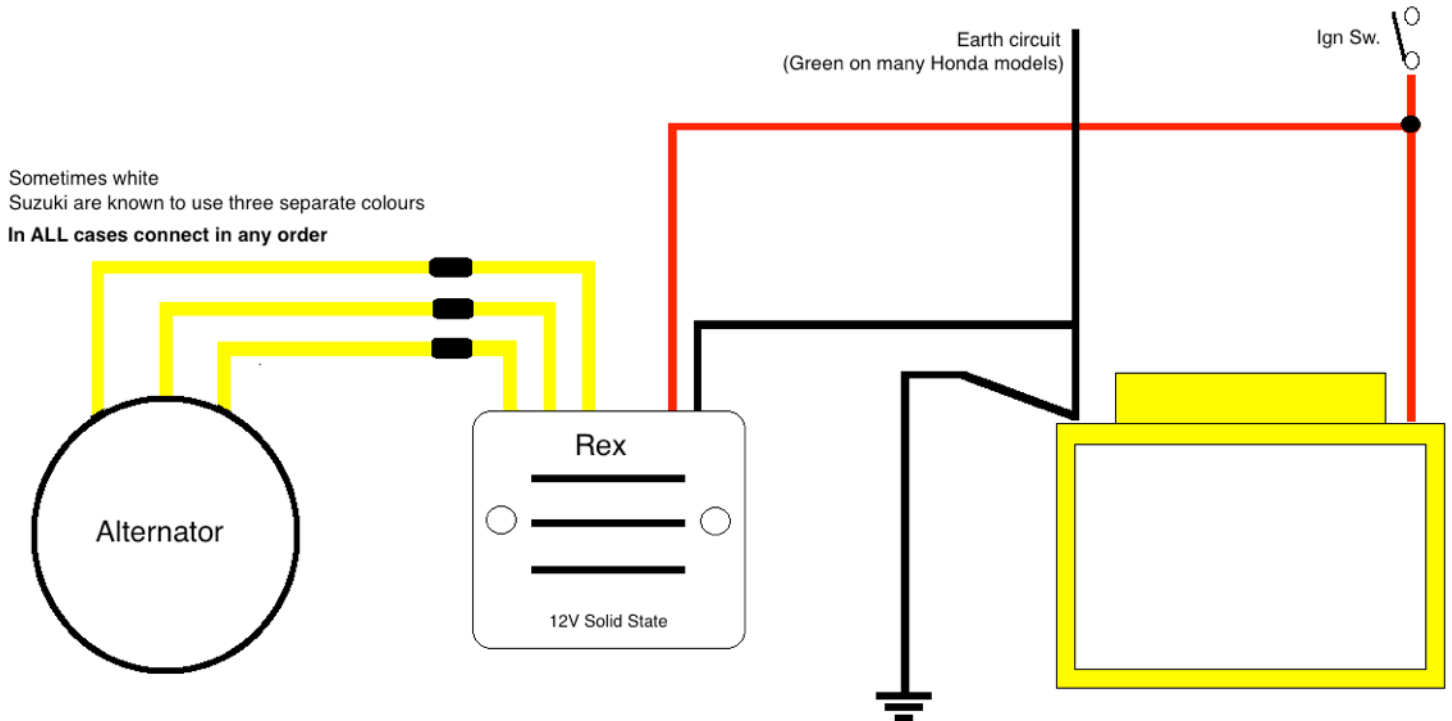 Earth circuit
(Green on many Honda models)
Ign Sw.
Sometimes white
Suzuki are known to use three separate colours
In ALL cases connect in any order
Alternator
Rex
12V Solid State